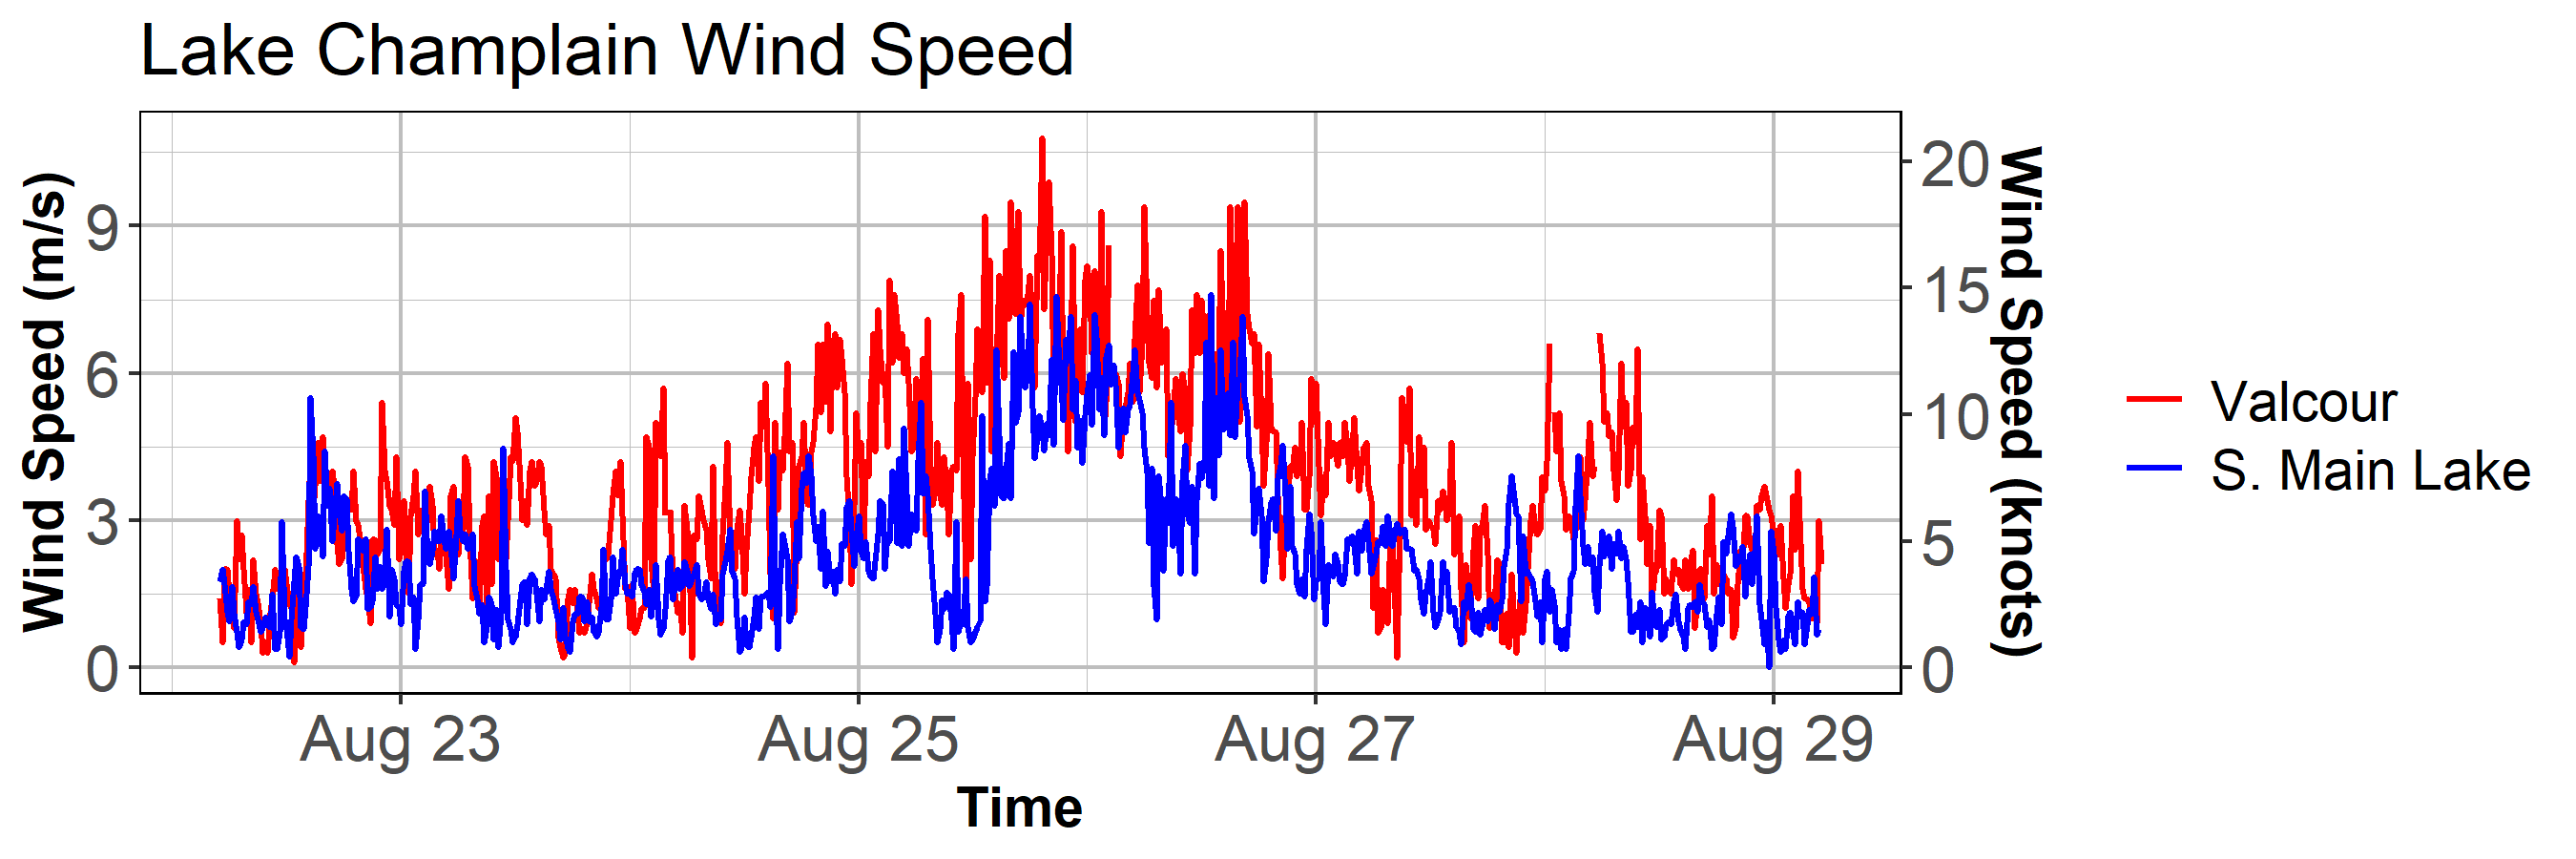 Lake Champlain Wind Speed
Wind Speed (m/s)
9
6
3
0
20
15
10
5
0
Wind Speed (knots)
Aug 23
Aug 25
Aug 27
Aug 29
Time
Valcour
S. Main Lake